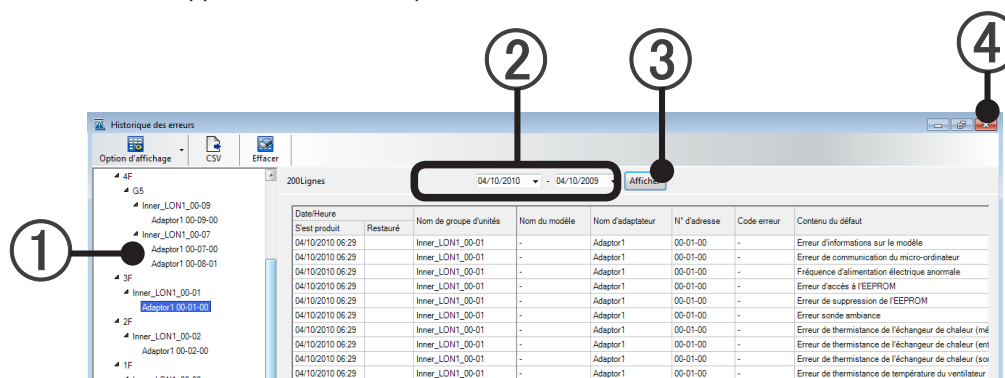 2
3
4
Historique des erreurs
Option d'affichage
CSV
Effacer
1
4F
G5
Inner_LON1_00-09
Adaptor1 00-09-00
Inner_LON1_00-07
Adaptor1 00-07-00
Adaptor1 00-08-01
3F
Inner_LON1_00-01
Adaptor1 00-01-00
2F
Inner_LON1_00-02
Adaptor1 00-02-00
1F
200Lignes 04/10/2010 - 04/10/2009 Afficher
Date/Heure Nom de groupe d'unités Nom du modèle Nom d'adaptateur N° d'adresse Code erreur Contenu du défaut
S'est produit Restauré
04/10/2010 06:29 Inner_LON1_00-01 - Adaptor1 00-01-00 - Erreur d'informations sur le modèle
04/10/2010 06:29 Inner_LON1_00-01 - Adaptor1 00-01-00 - Erreur de communication du micro-ordinateur
04/10/2010 06:29 Inner_LON1_00-01 - Adaptor1 00-01-00 - Fréquence d'alimentation électrique anormale
04/10/2010 06:29 Inner_LON1_00-01 - Adaptor1 00-01-00 - Erreur d'accès à l'EEPROM
04/10/2010 06:29 Inner_LON1_00-01 - Adaptor1 00-01-00 - Erreur de suppression de l'EEPROM
04/10/2010 06:29 Inner_LON1_00-01 - Adaptor1 00-01-00 - Erreur sonde ambiance
04/10/2010 06:29 Inner_LON1_00-01 - Adaptor1 00-01-00 - Erreur de thermistance de l'échangeur de chaleur (mé
04/10/2010 06:29 Inner_LON1_00-01 - Adaptor1 00-01-00 - Erreur de thermistance de l'échangeur de chaleur (ent
04/10/2010 06:29 Inner_LON1_00-01 - Adaptor1 00-01-00 - Erreur de thermistance de l'échangeur de chaleur (sor
04/10/2010 06:29 Inner_LON1_00-01 - Adaptor1 00-01-00 - Erreur de thermistance de température du ventilateur